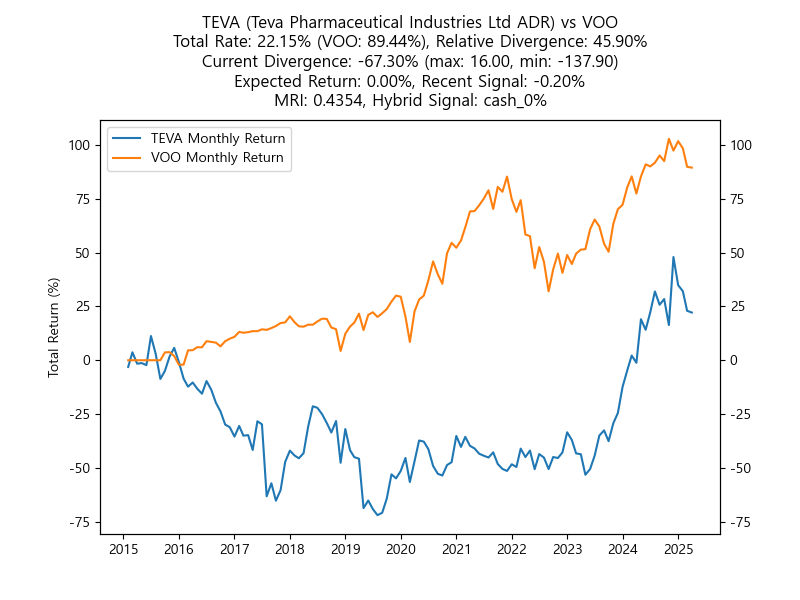 TEVA (Teva Pharmaceutical Industries Ltd ADR) vs VOO
Total Rate: 22.15% (VOO: 89.44%), Relative Divergence: 45.90%
Current Divergence: -67.30% (max: 16.00, min: -137.90)
Expected Return: 0.00%, Recent Signal: -0.20%
MRI: 0.4354, Hybrid Signal: cash_0%
TEVA Monthly Return
VOO Monthly Return
Total Return (%)
100 100
75 75
50 50
25 25
0 0
-25 -25
-50 -50
-75 -75
2015 2016 2017 2018 2019 2020 2021 2022 2023 2024 2025